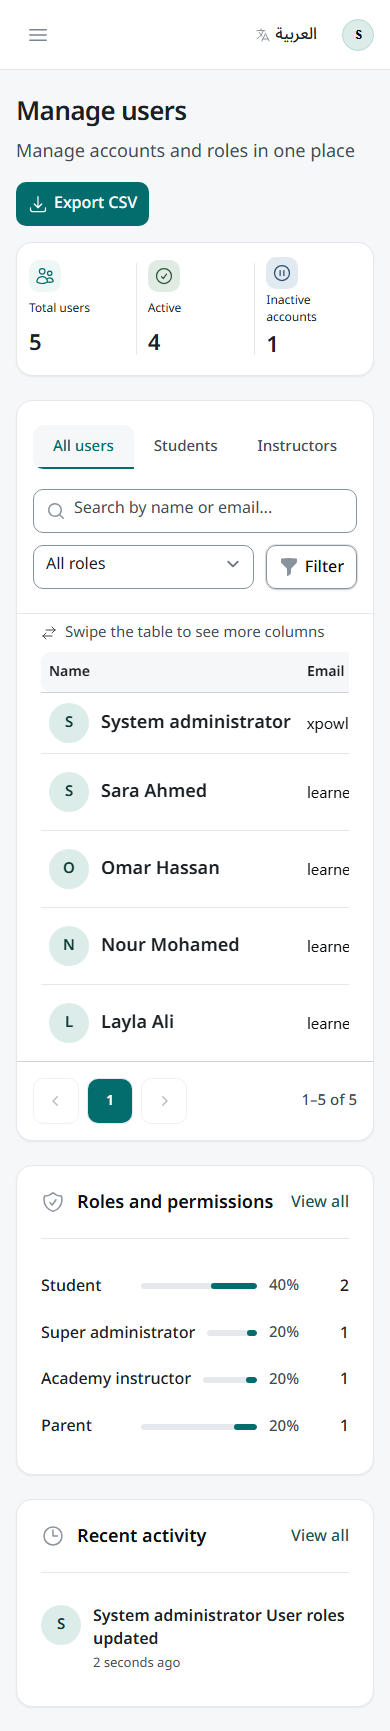 العربية
S
Manage users
Manage accounts and roles in one place
Export CSV
Total users
5
Active
4
Inactive
accounts
1
All users
Students
Instructors
Search by name or email...
All roles
Filter
Swipe the table to see more columns
Name
Email
S
System administrator
xpowl
S
Sara Ahmed
learne
O
Omar Hassan
learne
N
Nour Mohamed
learne
L
Layla Ali
learne
1
1–5 of 5
Roles and permissions
View all
Student
40%
2
Super administrator
20%
1
Academy instructor
20%
1
Parent
20%
1
Recent activity
View all
S
System administrator User roles
updated
2 seconds ago